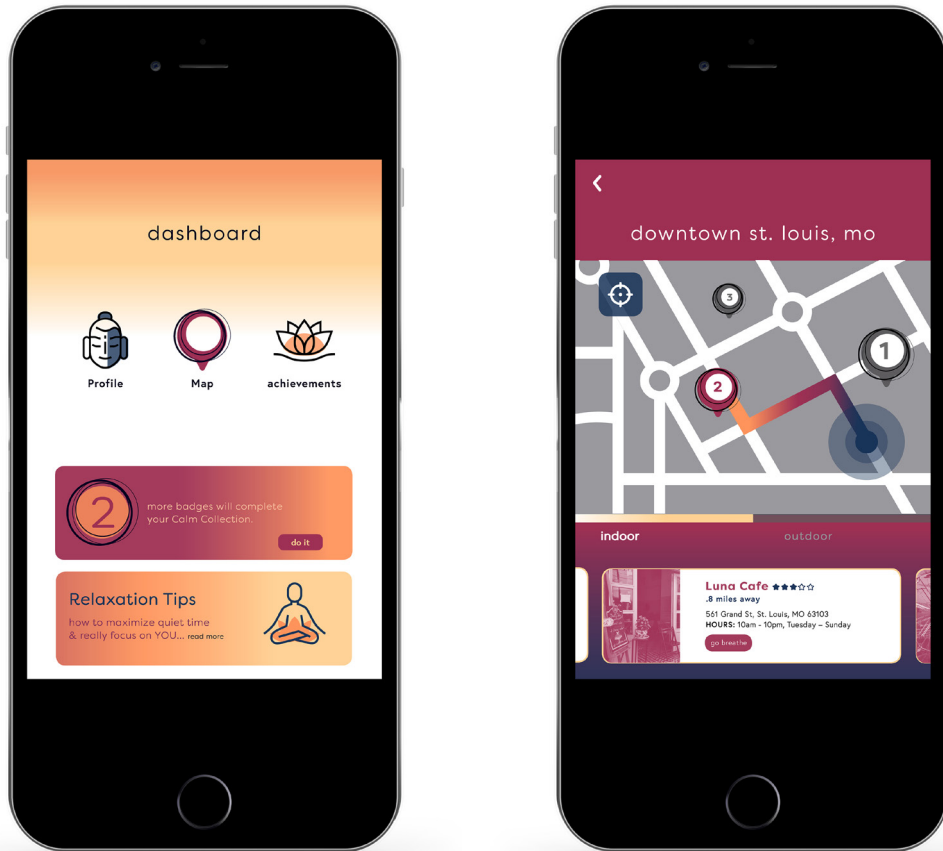 dashboard
Profile
Map
achievements
2
more badges will complete
your Calm Collection.
do it
Relaxation Tips
how to maximize quiet time
& really focus on YOU... read more
downtown st. louis, mo
3
1
2
indoor
outdoor
Luna Cafe
.8 miles away
561 Grand St, St. Louis, MO 63103
HOURS: 10am - 10pm, Tuesday – Sunday
go breathe